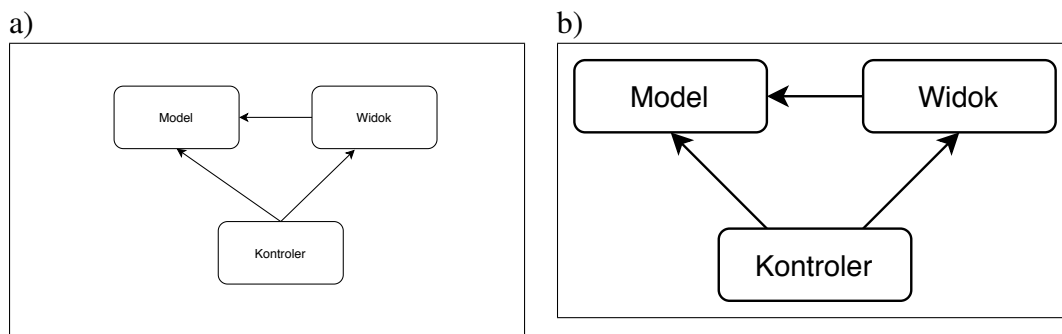 a)
Model
Widok
Kontroler
b)
Model
Widok
Kontroler